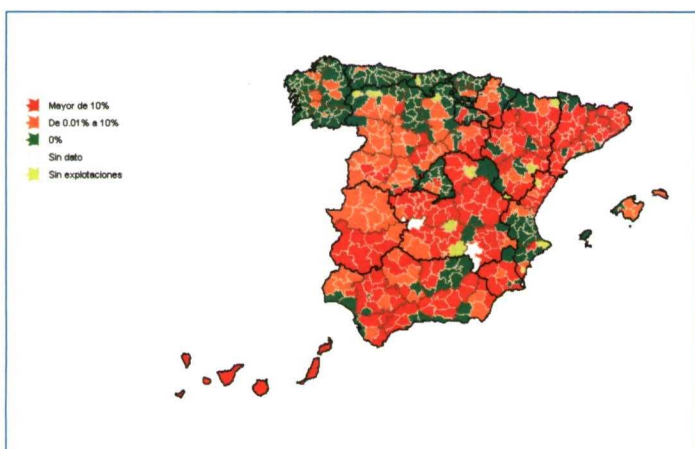 Mayor de 10%
De 0.01% a 10%
0%
Sin dato
Sin explotaciones